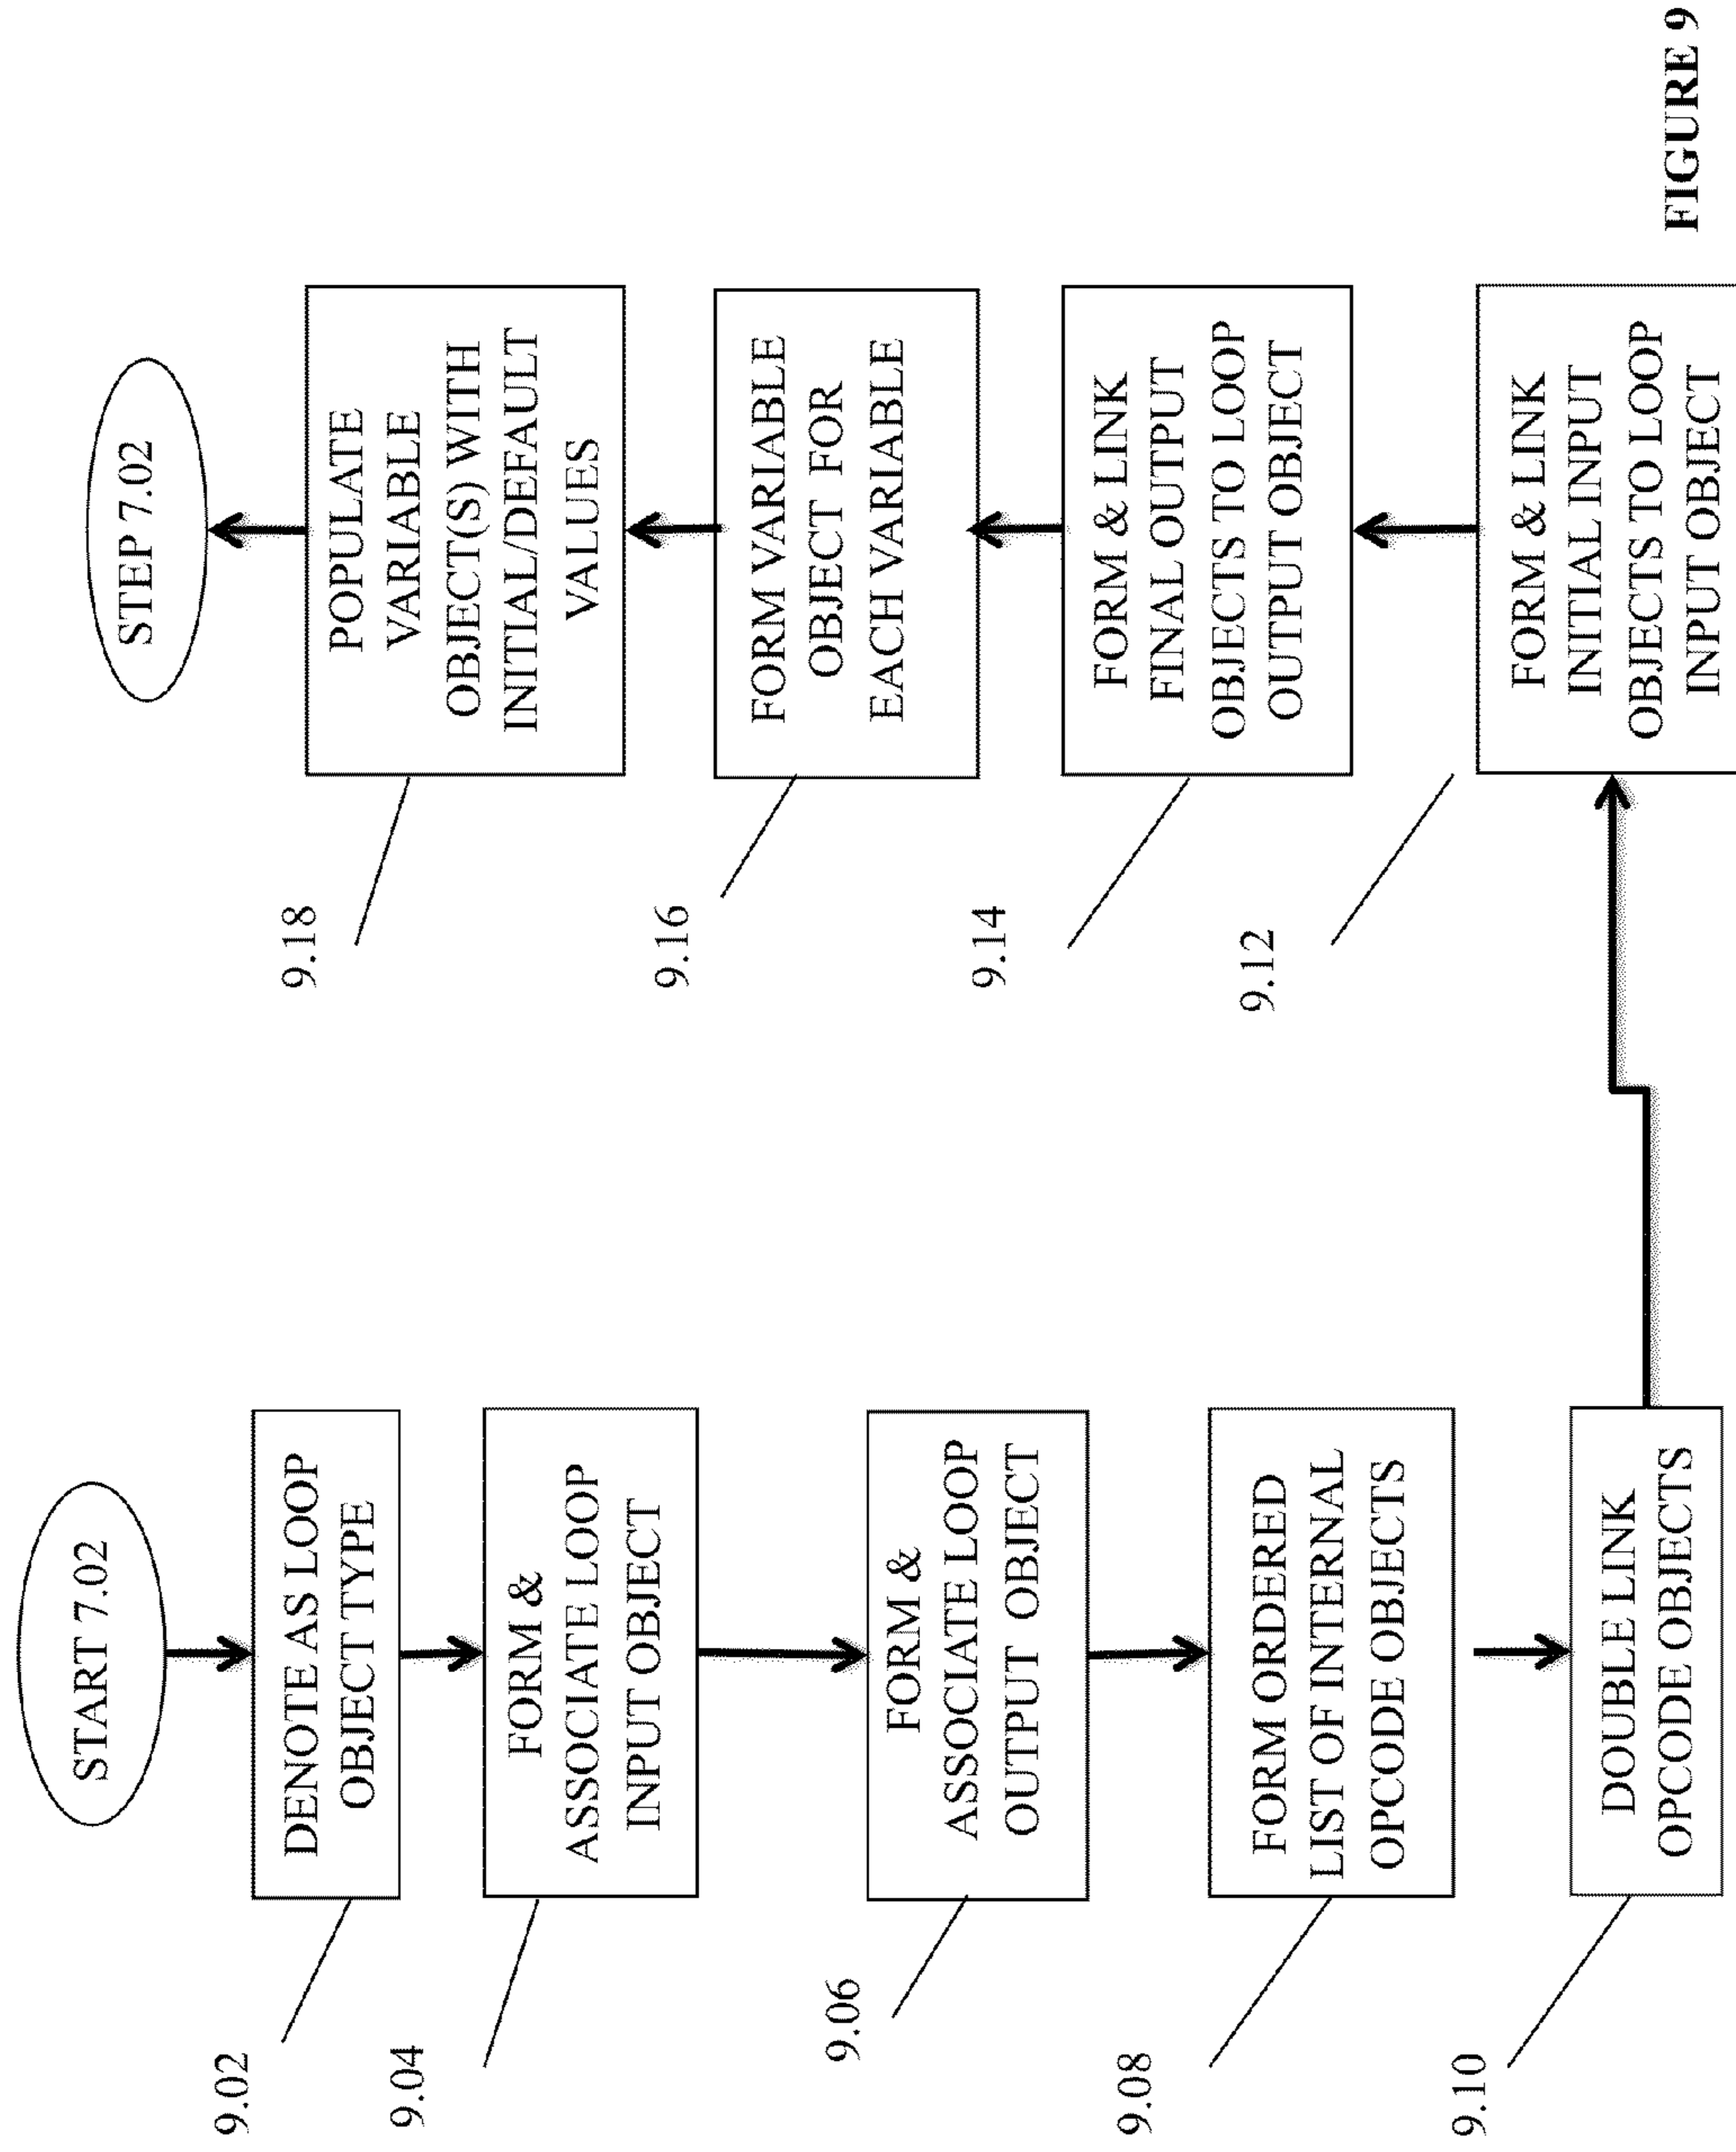 START 7.02
9.02
DENOTE AS LOOP
OBJECT TYPE
9.04
FORM &
ASSOCIATE LOOP
INPUT OBJECT
9.06
FORM &
ASSOCIATE LOOP
OUTPUT OBJECT
9.08
FORM ORDERED
LIST OF INTERNAL
OPCODE OBJECTS
9.10
DOUBLE LINK
OPCODE OBJECTS
9.12
FORM & LINK
INITIAL INPUT
OBJECTS TO LOOP
INPUT OBJECT
9.14
FORM & LINK
FINAL OUTPUT
OBJECTS TO LOOP
OUTPUT OBJECT
9.16
FORM VARIABLE
OBJECT FOR
EACH VARIABLE
9.18
POPULATE
VARIABLE
OBJECT(S) WITH
INITIAL/DEFAULT
VALUES
STEP 7.02
FIGURE 9